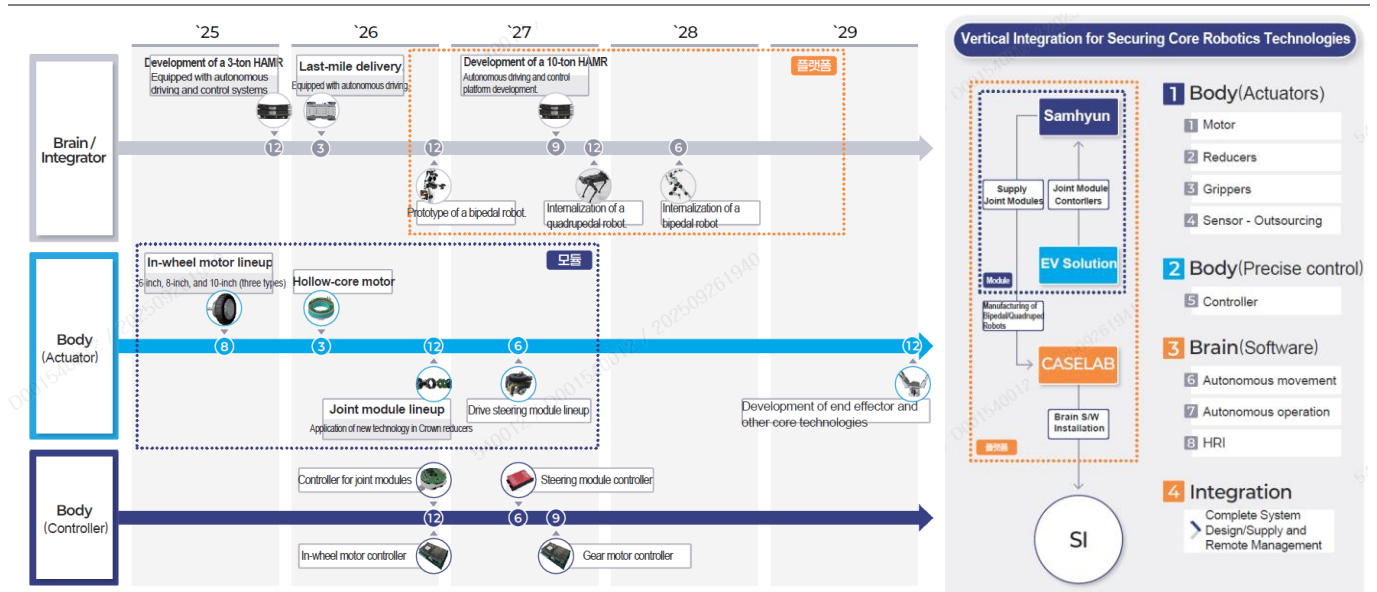 `25
`26
`27
`28
`29
Brain /
Integrator
Development of a 3-ton HAMR
Equipped with autonomous
driving and control systems
Last-mile delivery
Equipped with autonomous driving
Development of a 10-ton HAMR
Autonomous driving and control
platform development.
플랫폼
12
3
12
9
12
6
Prototype of a bipedal robot.
Internalization of a
quadrupedal robot.
Internalization of a
bipedal robot
Body
(Actuator)
In-wheel motor lineup
6-inch, 8-inch, and 10-inch (three types)
Hollow-core motor
모듈
8
3
12
6
12
Joint module lineup
Application of new technology in Crown reducers
Drive steering module lineup
Development of end effector and
other core technologies
Body
(Controller)
Controller for joint modules
Steering module controller
12
6
9
In-wheel motor controller
Gear motor controller
Vertical Integration for Securing Core Robotics Technologies
Samhyun
Supply
Joint Modules
Joint Module
Contorllers
EV Solution
Module
Manufacturing of
Bipedal/Quadruped
Robots
CASELAB
Brain S/W
Installation
플랫폼
SI
1 Body(Actuators)
1 Motor
2 Reducers
3 Grippers
4 Sensor - Outsourcing
2 Body(Precise control)
5 Controller
3 Brain(Software)
6 Autonomous movement
7 Autonomous operation
8 HRI
4 Integration
Complete System
Design/Supply and
Remote Management